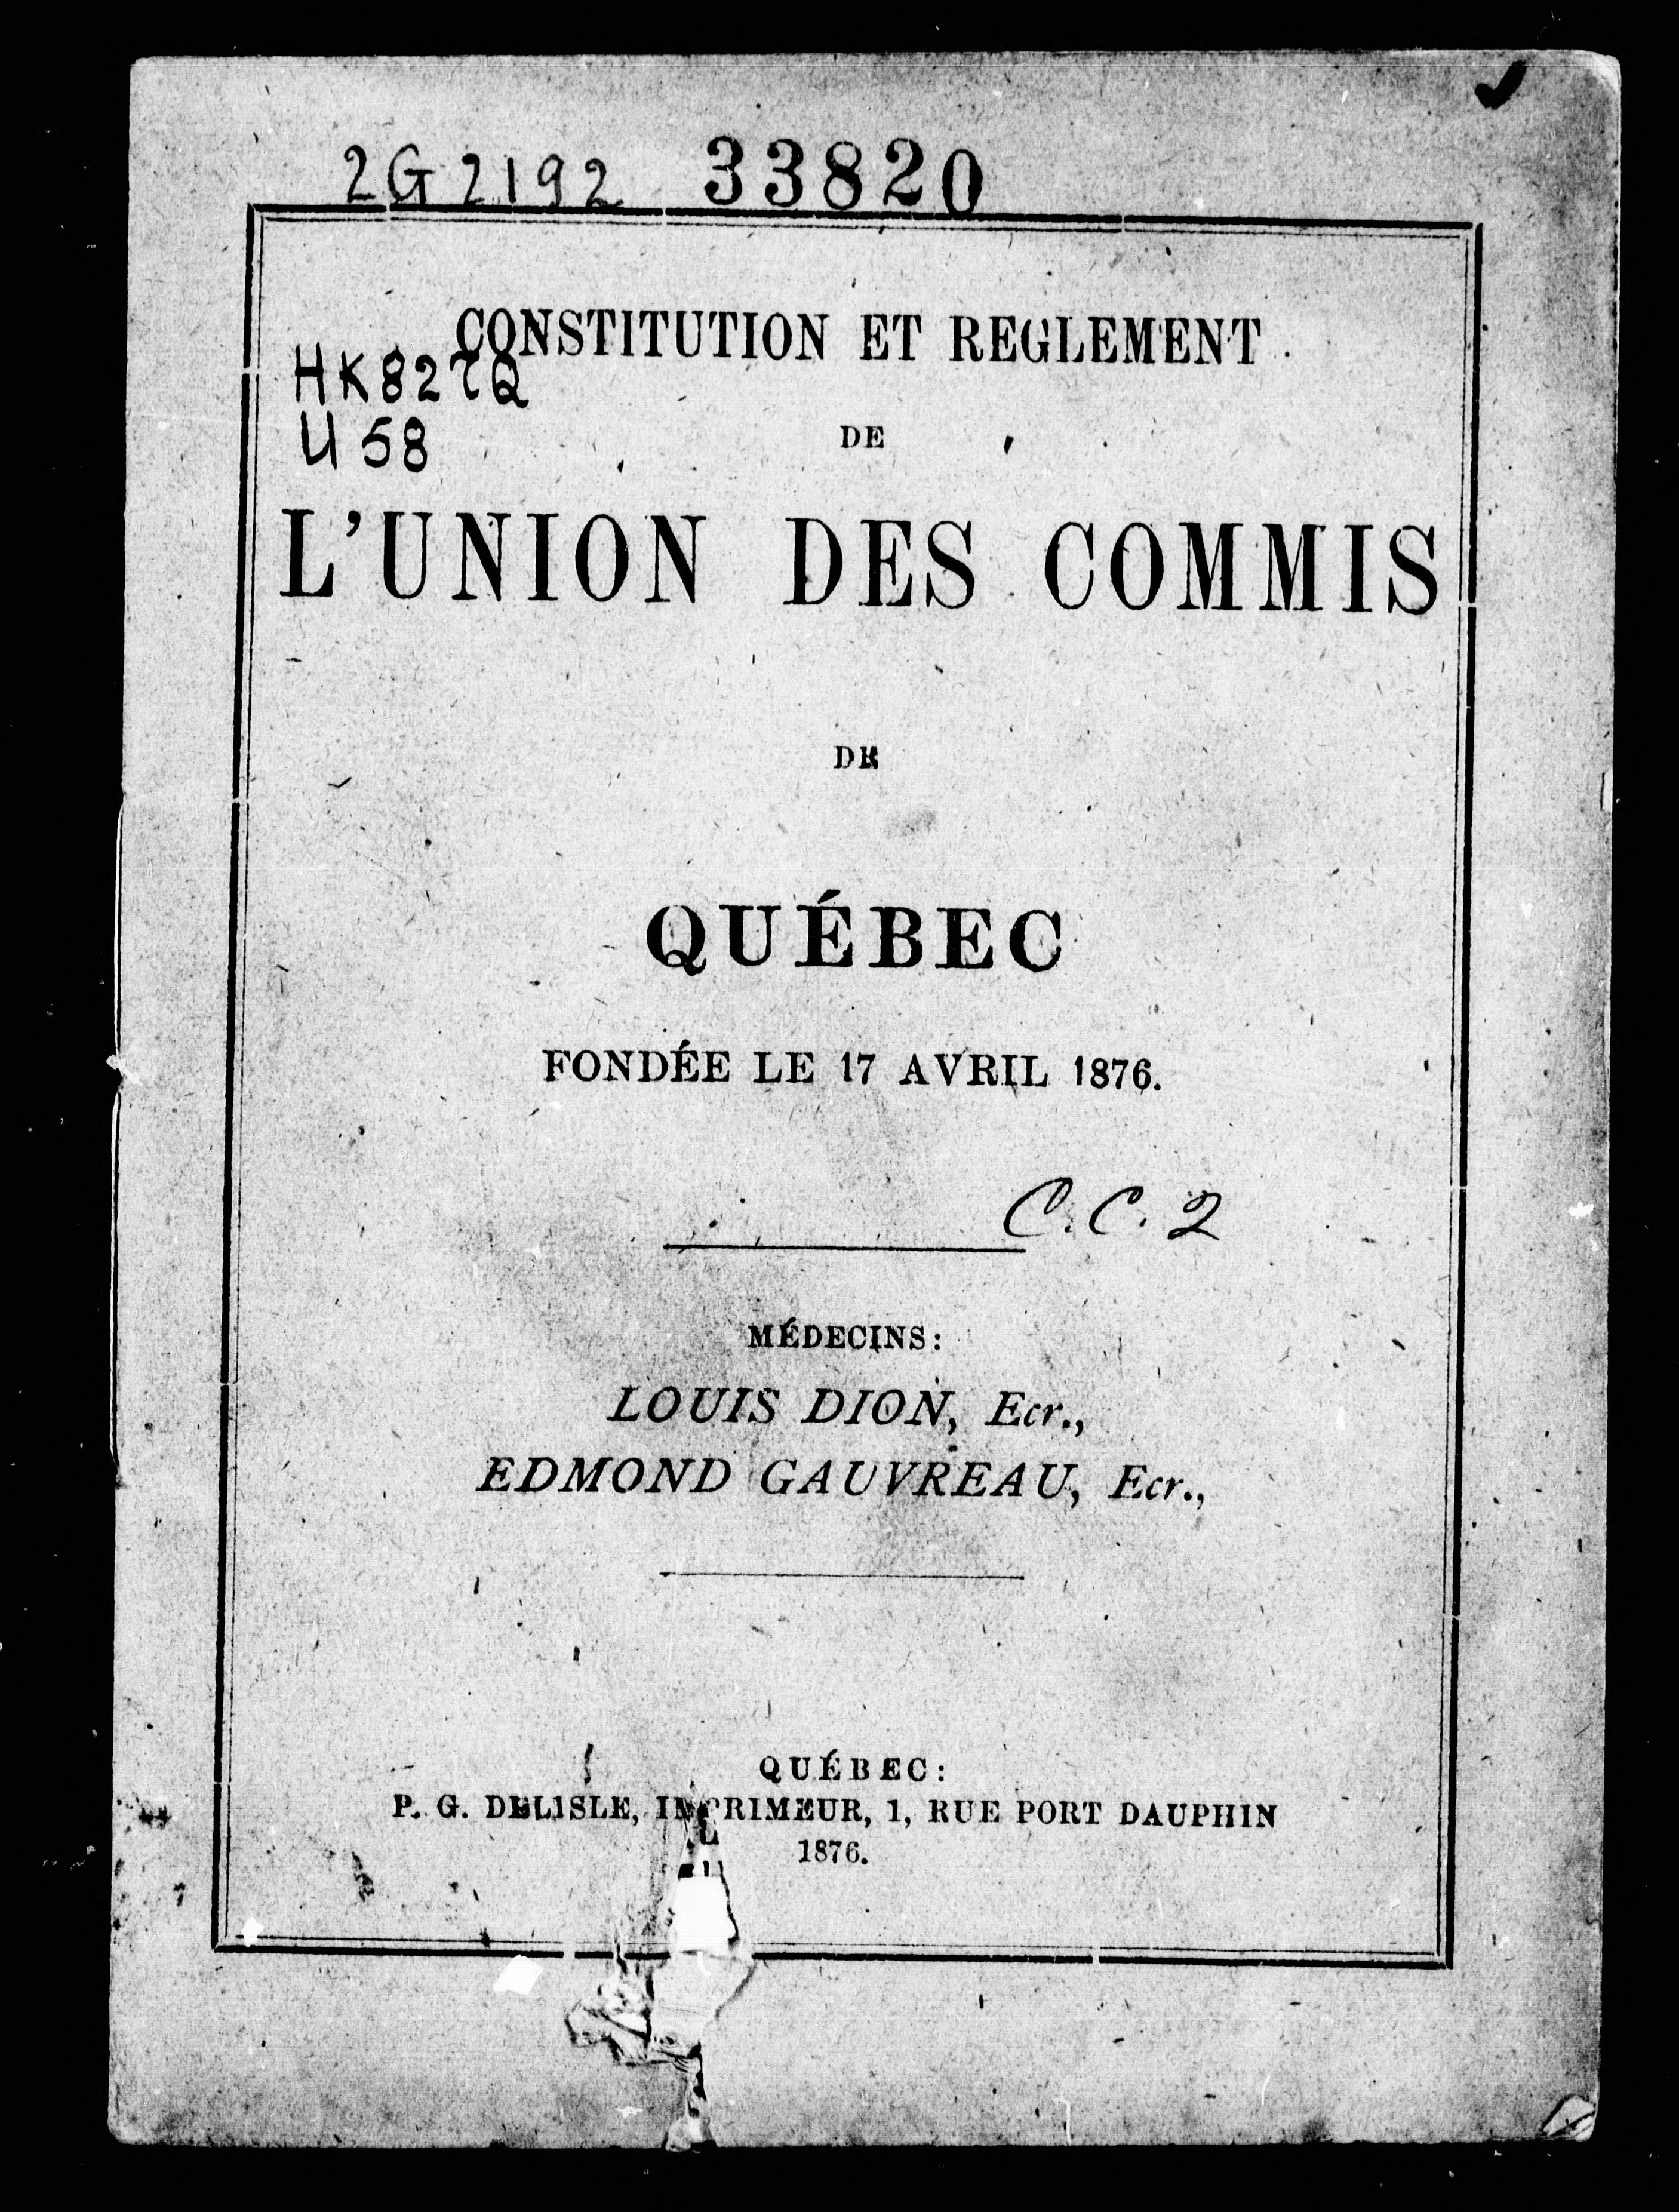 2G2192 33820
CONSTITUTION ET REGLEMENT
HK827Q
U58
DE
L'UNION DES COMMIS
DE
QUÉBEC
FONDÉE LE 17 AVRIL 1876.
C. C. 2
MÉDECINS:
LOUIS DION, Ecr.,
EDMOND GAUVREAU, Ecr.,
QUÉBEC:
P. G. DELISLE, IMPRIMEUR, 1, RUE PORT DAUPHIN
1876.